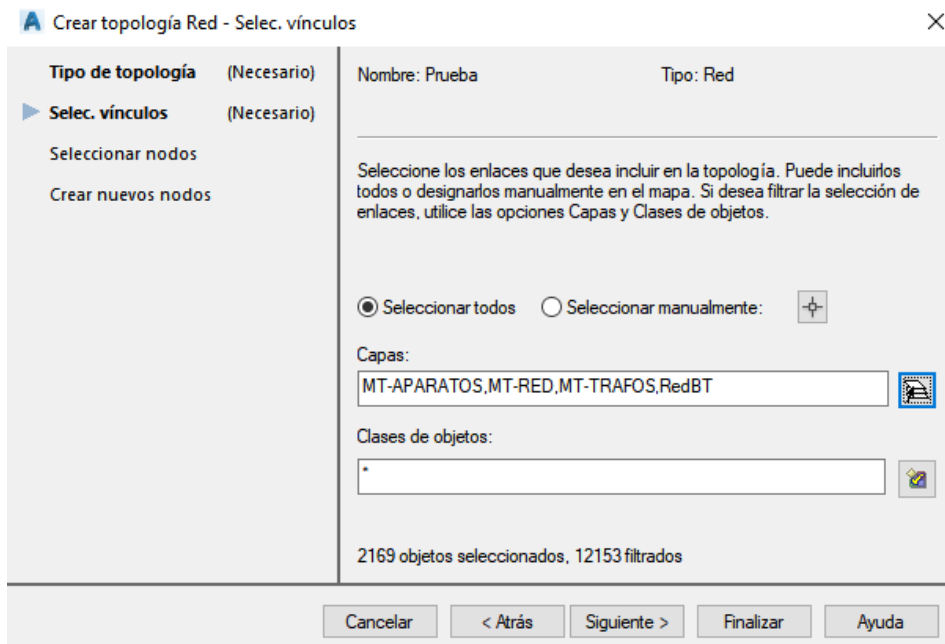 Crear topología Red - Selec. vínculos
Tipo de topología (Necesario)
Selec. vínculos (Necesario)
Seleccionar nodos
Crear nuevos nodos
Nombre: Prueba Tipo: Red
Seleccione los enlaces que desea incluir en la topología. Puede incluirlos
todos o designarlos manualmente en el mapa. Si desea filtrar la selección de
enlaces, utilice las opciones Capas y Clases de objetos.
Seleccionar todos Seleccionar manualmente:
Capas:
MT-APARATOS,MT-RED,MT-TRAFOS,RedBT
Clases de objetos:
*
2169 objetos seleccionados, 12153 filtrados
Cancelar < Atrás Siguiente > Finalizar Ayuda